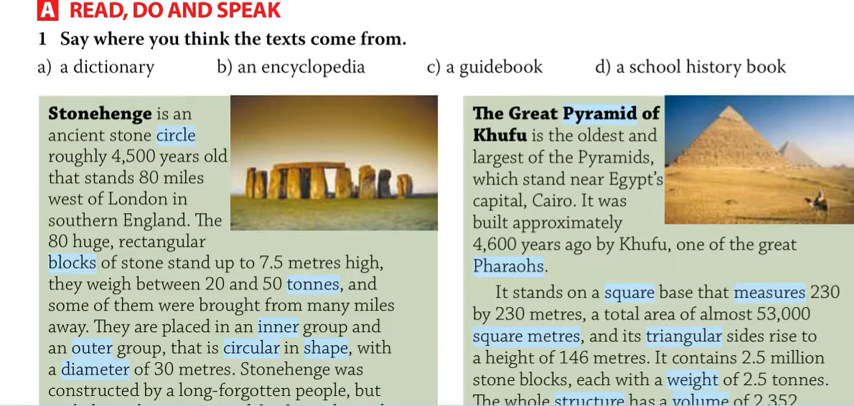 A READ, DO AND SPEAK
1 Say where you think the texts come from.
a) a dictionary b) an encyclopedia c) a guidebook d) a school history book
Stonehenge is an
ancient stone circle
roughly 4,500 years old
that stands 80 miles
west of London in
southern England. The
80 huge, rectangular
blocks of stone stand up to 7.5 metres high,
they weigh between 20 and 50 tonnes, and
some of them were brought from many miles
away. They are placed in an inner group and
an outer group, that is circular in shape, with
a diameter of 30 metres. Stonehenge was
constructed by a long-forgotten people, but
The Great Pyramid of
Khufu is the oldest and
largest of the Pyramids,
which stand near Egypt's
capital, Cairo. It was
built approximately
4,600 years ago by Khufu, one of the great
Pharaohs.
It stands on a square base that measures 230
by 230 metres, a total area of almost 53,000
square metres, and its triangular sides rise to
a height of 146 metres. It contains 2.5 million
stone blocks, each with a weight of 2.5 tonnes.
The whole structure has a volume of 2,352